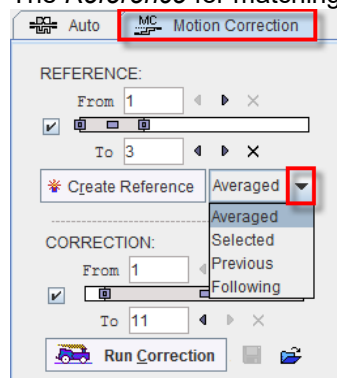 The Reference for matching
Auto MC Motion Correction
REFERENCE:
From 1
To 3
Create Reference Averaged
Averaged
Selected
Previous
Following
CORRECTION:
From 1
To 11
Run Correction